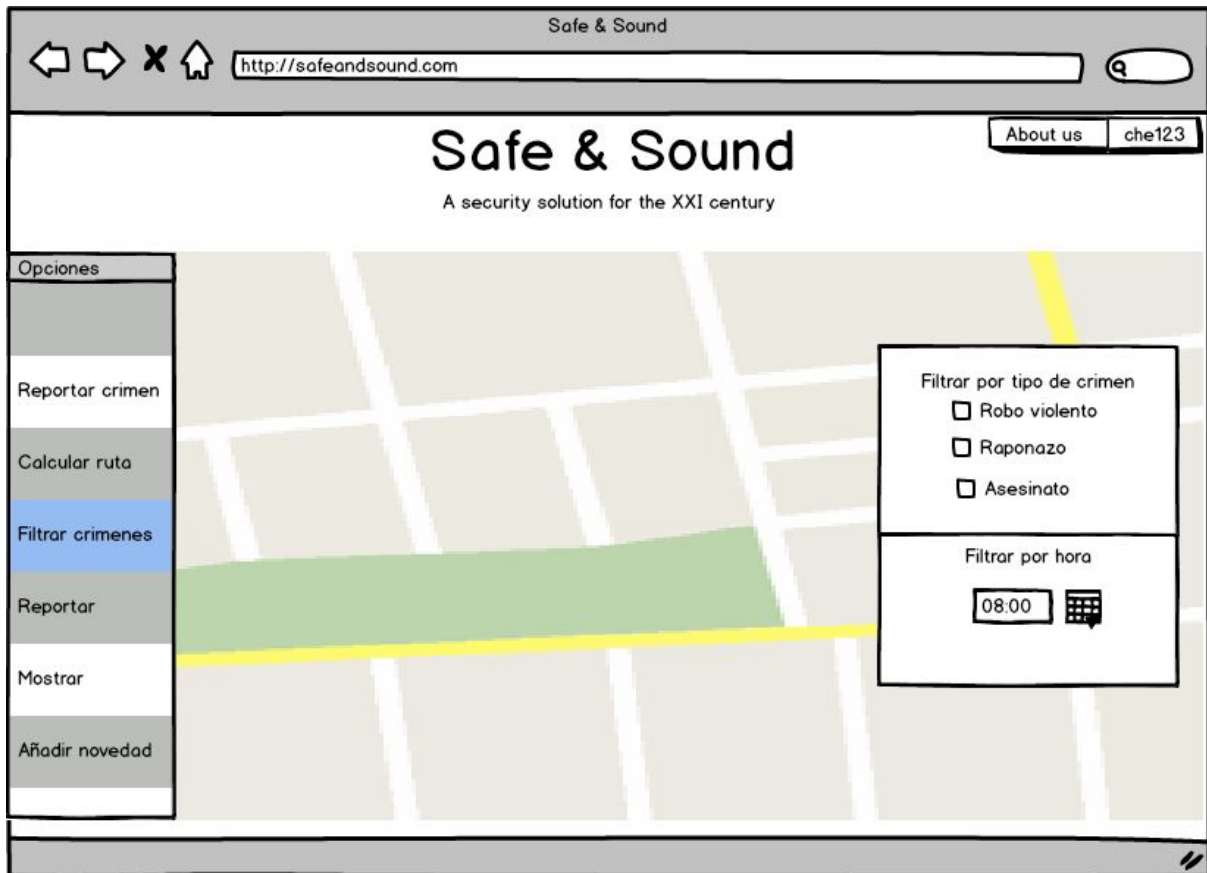 Safe & Sound
http://safeandsound.com
About us
che123
Safe & Sound
A security solution for the XXI century
Opciones
Reportar crimen
Calcular ruta
Filtrar crimenes
Reportar
Mostrar
Añadir novedad
Filtrar por tipo de crimen
Robo violento
Raponazo
Asesinato
Filtrar por hora
08:00